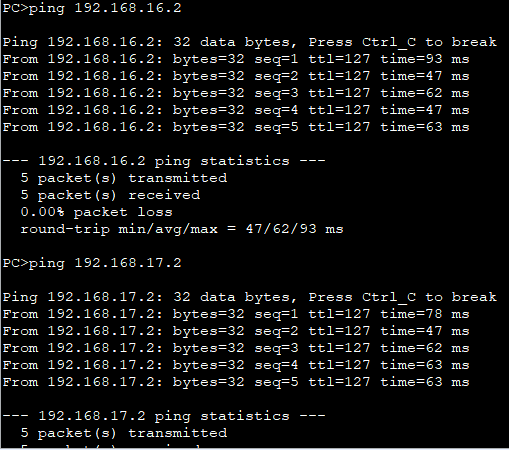 PC>ping 192.168.16.2
Ping 192.168.16.2: 32 data bytes, Press Ctrl_C to break
From 192.168.16.2: bytes=32 seq=1 ttl=127 time=93 ms
From 192.168.16.2: bytes=32 seq=2 ttl=127 time=47 ms
From 192.168.16.2: bytes=32 seq=3 ttl=127 time=62 ms
From 192.168.16.2: bytes=32 seq=4 ttl=127 time=47 ms
From 192.168.16.2: bytes=32 seq=5 ttl=127 time=63 ms
--- 192.168.16.2 ping statistics ---
5 packet(s) transmitted
5 packet(s) received
0.00% packet loss
round-trip min/avg/max = 47/62/93 ms
PC>ping 192.168.17.2
Ping 192.168.17.2: 32 data bytes, Press Ctrl_C to break
From 192.168.17.2: bytes=32 seq=1 ttl=127 time=78 ms
From 192.168.17.2: bytes=32 seq=2 ttl=127 time=47 ms
From 192.168.17.2: bytes=32 seq=3 ttl=127 time=62 ms
From 192.168.17.2: bytes=32 seq=4 ttl=127 time=63 ms
From 192.168.17.2: bytes=32 seq=5 ttl=127 time=63 ms
--- 192.168.17.2 ping statistics ---
5 packet(s) transmitted